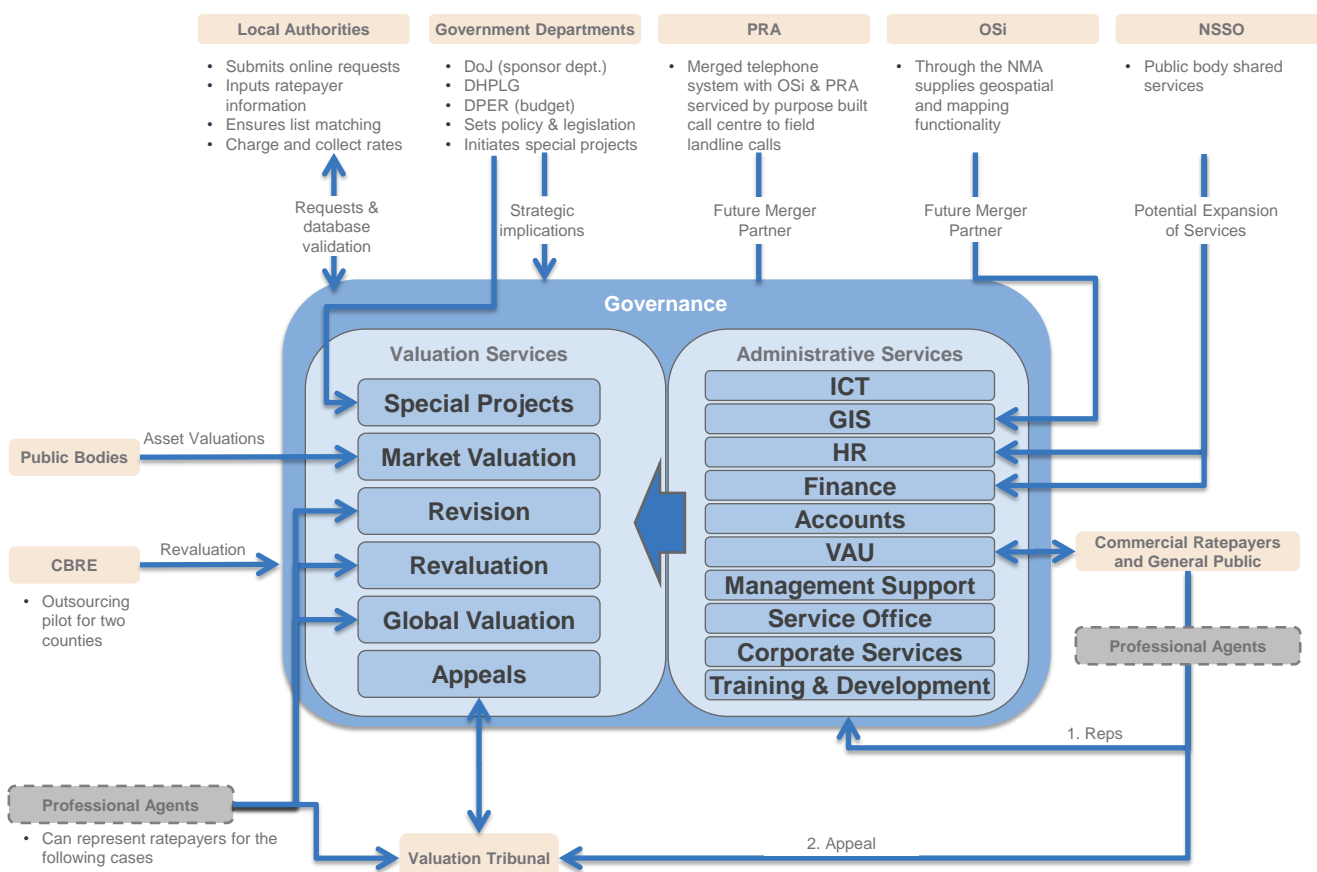 Local Authorities
• Submits online requests
• Inputs ratepayer
information
• Ensures list matching
• Charge and collect rates
Government Departments
• DoJ (sponsor dept.)
• DHPLG
• DPER (budget)
• Sets policy & legislation
• Initiates special projects
PRA
• Merged telephone
system with OSi & PRA
serviced by purpose built
call centre to field
landline calls
OSi
• Through the NMA
supplies geospatial
and mapping
functionality
NSSO
• Public body shared
services
Requests &
database
validation
Strategic
implications
Future Merger
Partner
Future Merger
Partner
Potential Expansion
of Services
Governance
Valuation Services
Special Projects
Market Valuation
Revision
Revaluation
Global Valuation
Appeals
Administrative Services
ICT
GIS
HR
Finance
Accounts
VAU
Management Support
Service Office
Corporate Services
Training & Development
Public Bodies
Asset Valuations
CBRE
Revaluation
• Outsourcing
pilot for two
counties
Commercial Ratepayers
and General Public
Professional Agents
1. Reps
Professional Agents
• Can represent ratepayers for the
following cases
Valuation Tribunal
2. Appeal